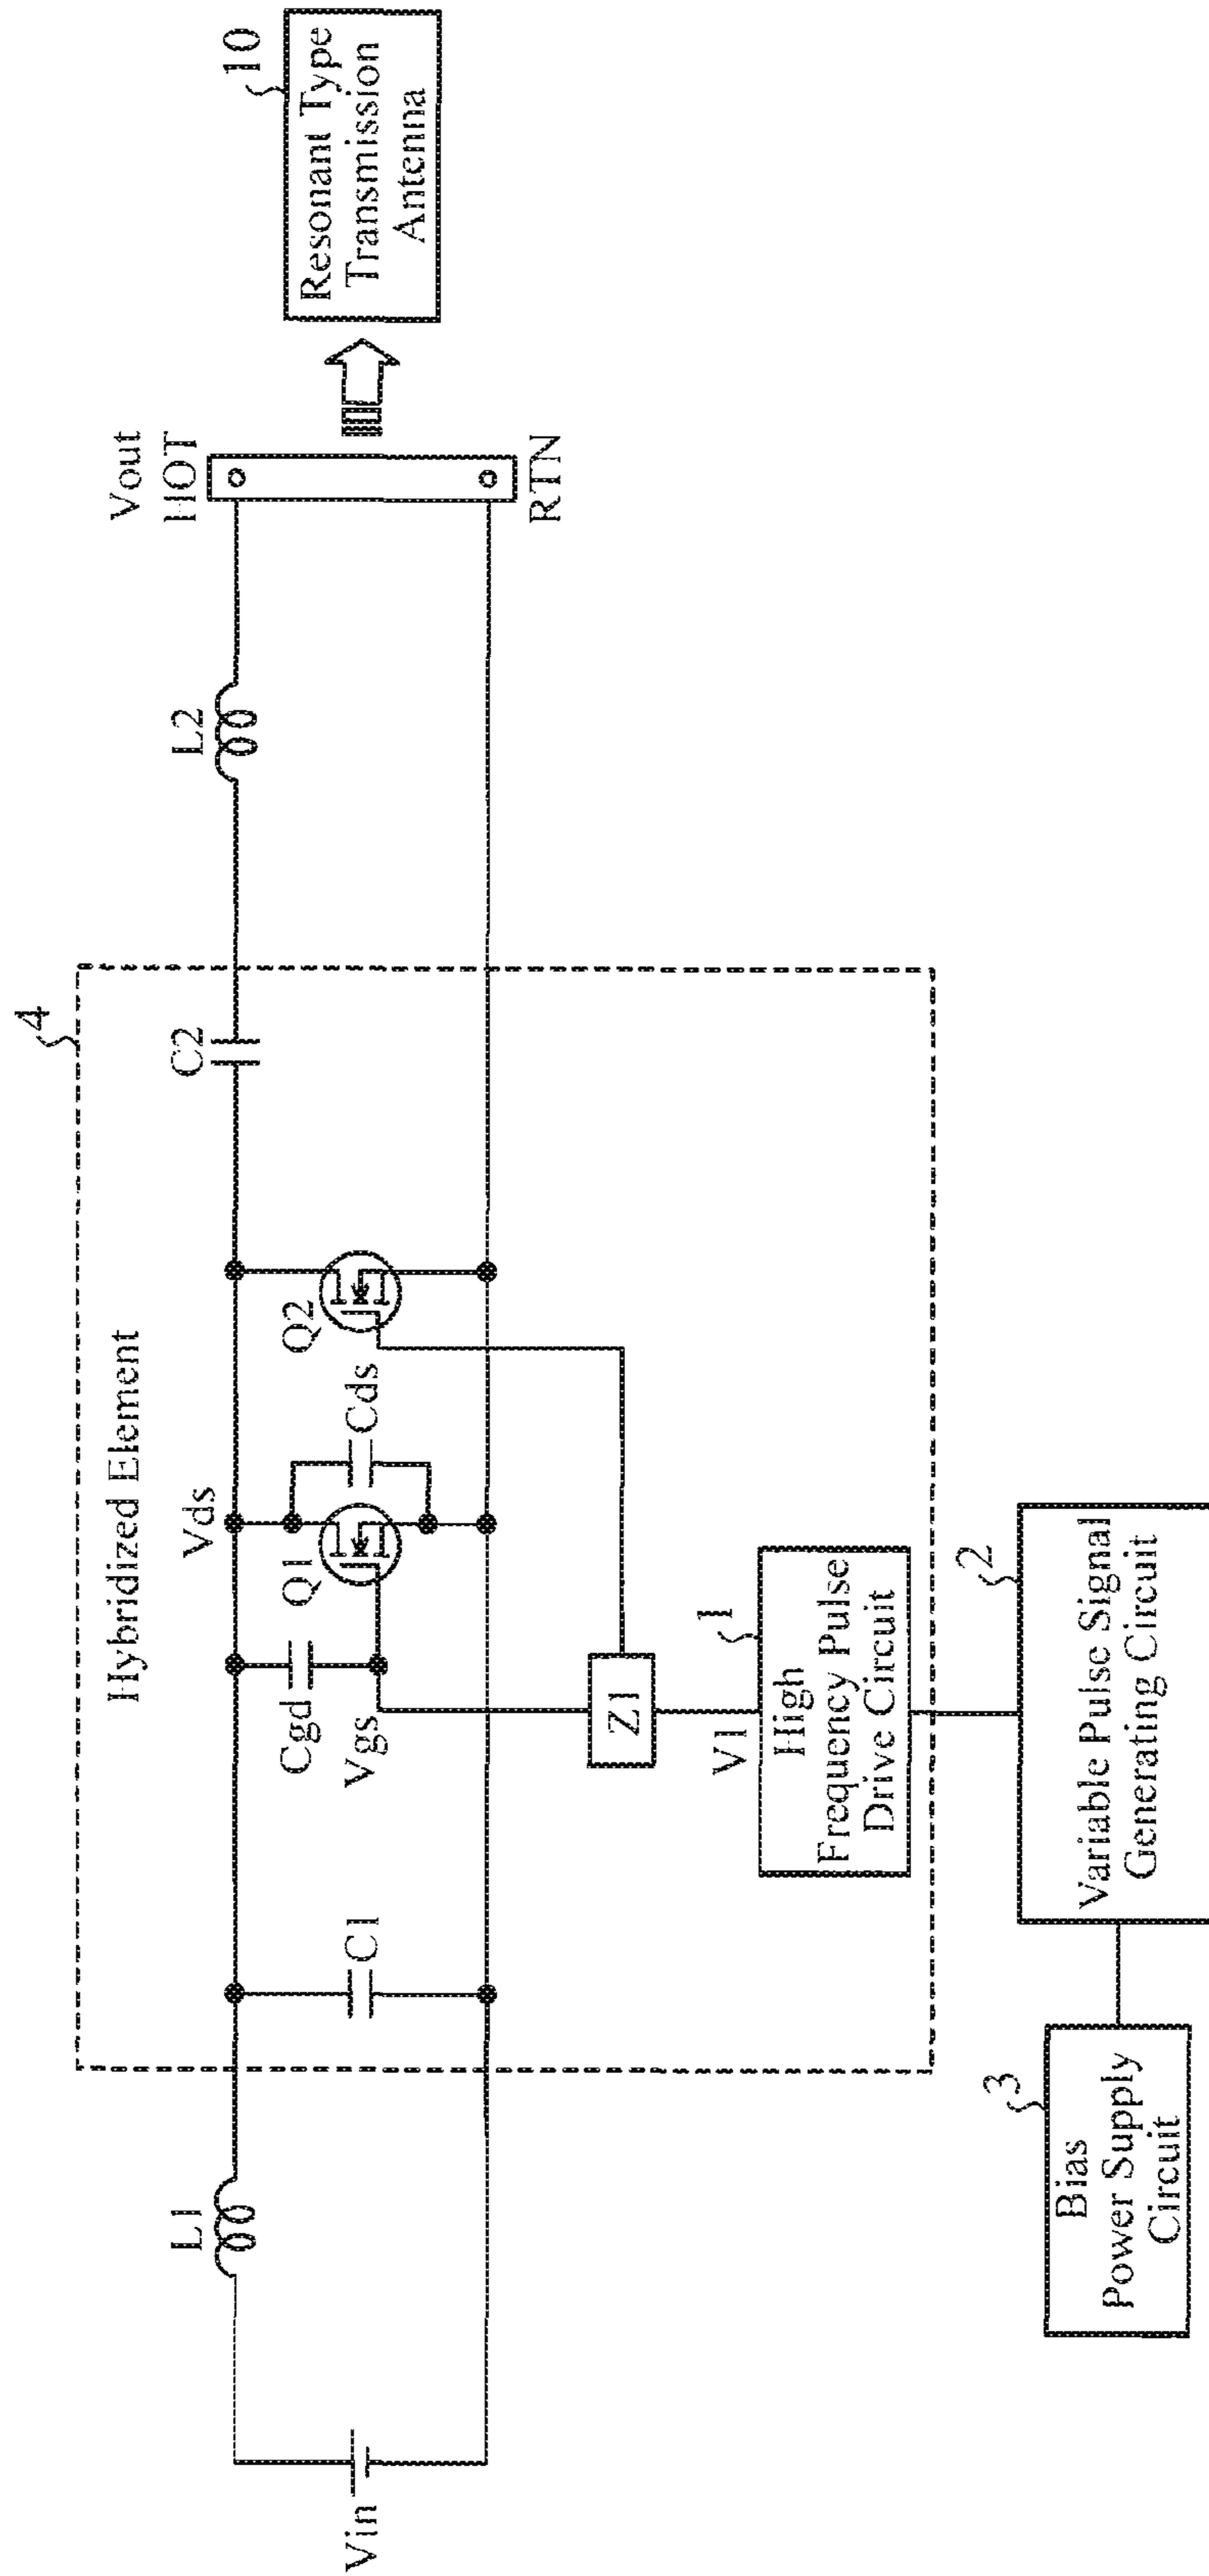 4
Hybridized Element
Vout
HOT
RTN
10
Resonant Type
Transmission
Antenna
L1
C2
L2
Vds
Q1
Cds
Q2
Cgd
Vgs
C1
Vin
Z1
V1
1
High
Frequency Pulse
Drive Circuit
2
Variable Pulse Signal
Generating Circuit
3
Bias
Power Supply
Circuit